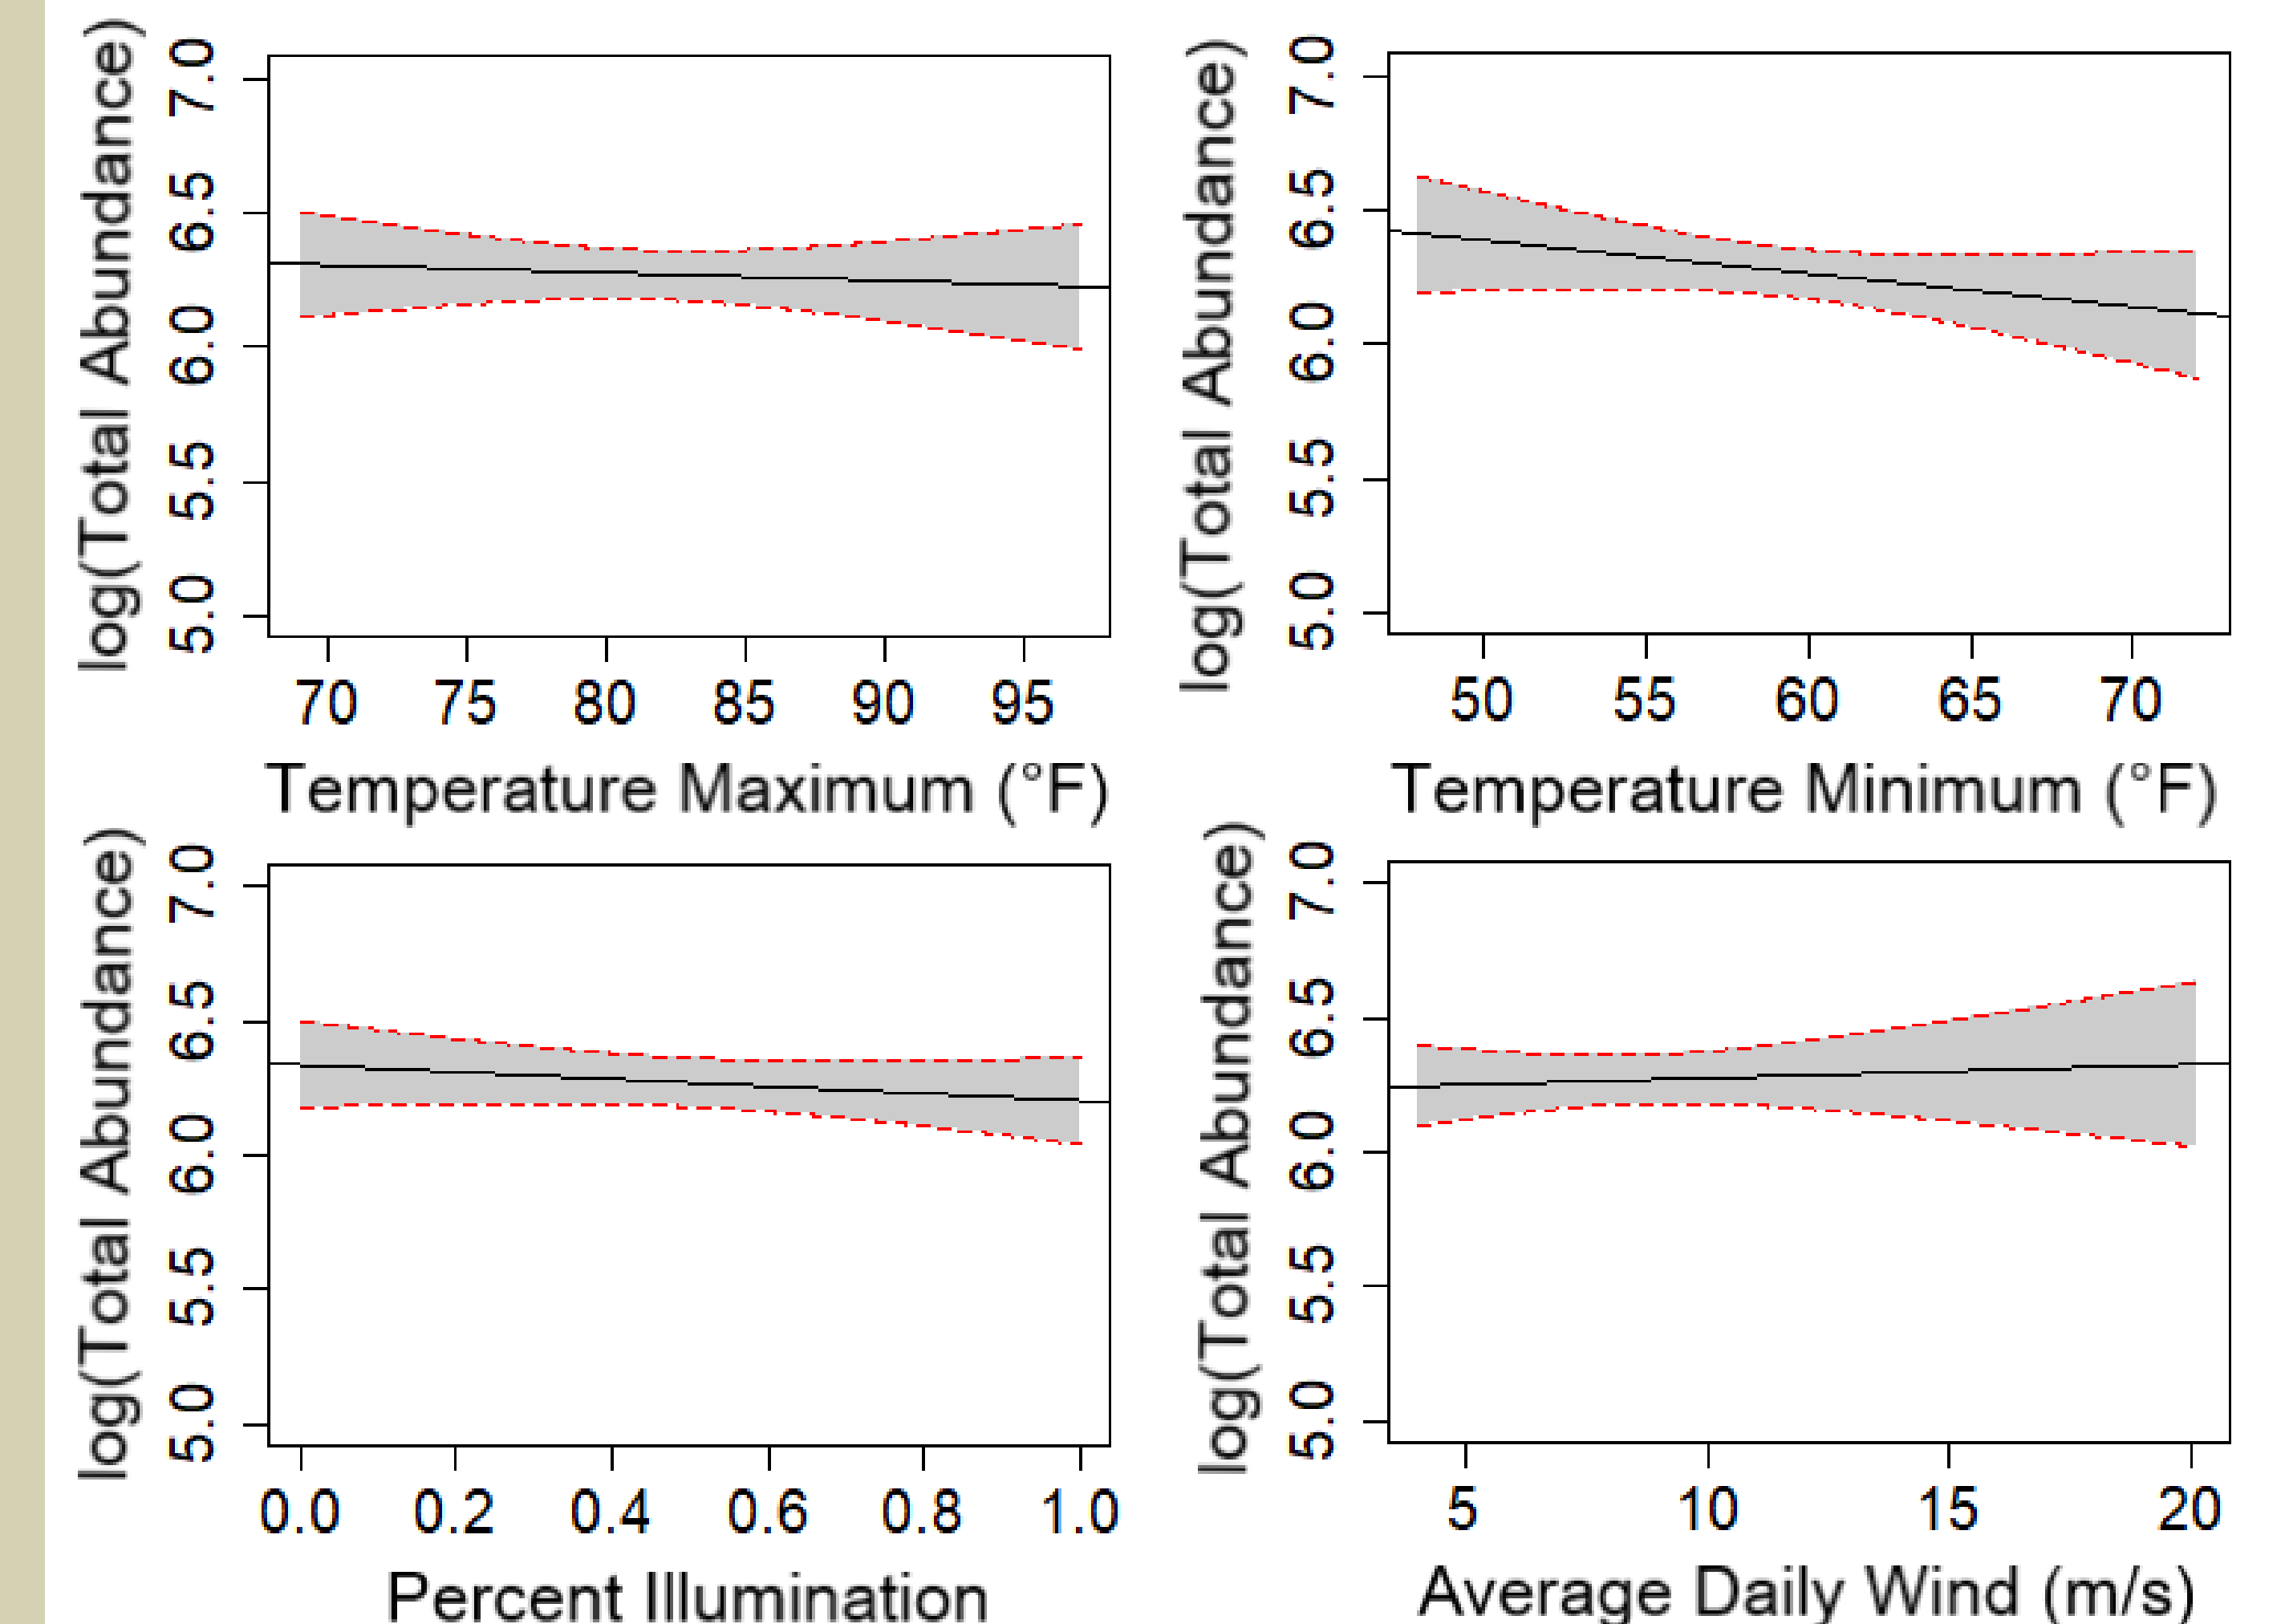 log(Total Abundance)
7.0
6.5
6.0
5.5
5.0
70 75 80 85 90 95
Temperature Maximum (°F)
log(Total Abundance)
7.0
6.5
6.0
5.5
5.0
50 55 60 65 70
Temperature Minimum (°F)
log(Total Abundance)
7.0
6.5
6.0
5.5
5.0
0.0 0.2 0.4 0.6 0.8 1.0
Percent Illumination
log(Total Abundance)
7.0
6.5
6.0
5.5
5.0
5 10 15 20
Average Daily Wind (m/s)